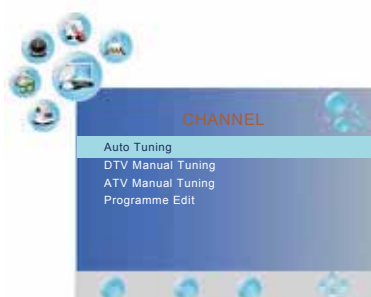 CHANNEL
Auto Tuning
DTV Manual Tuning
ATV Manual Tuning
Programme Edit